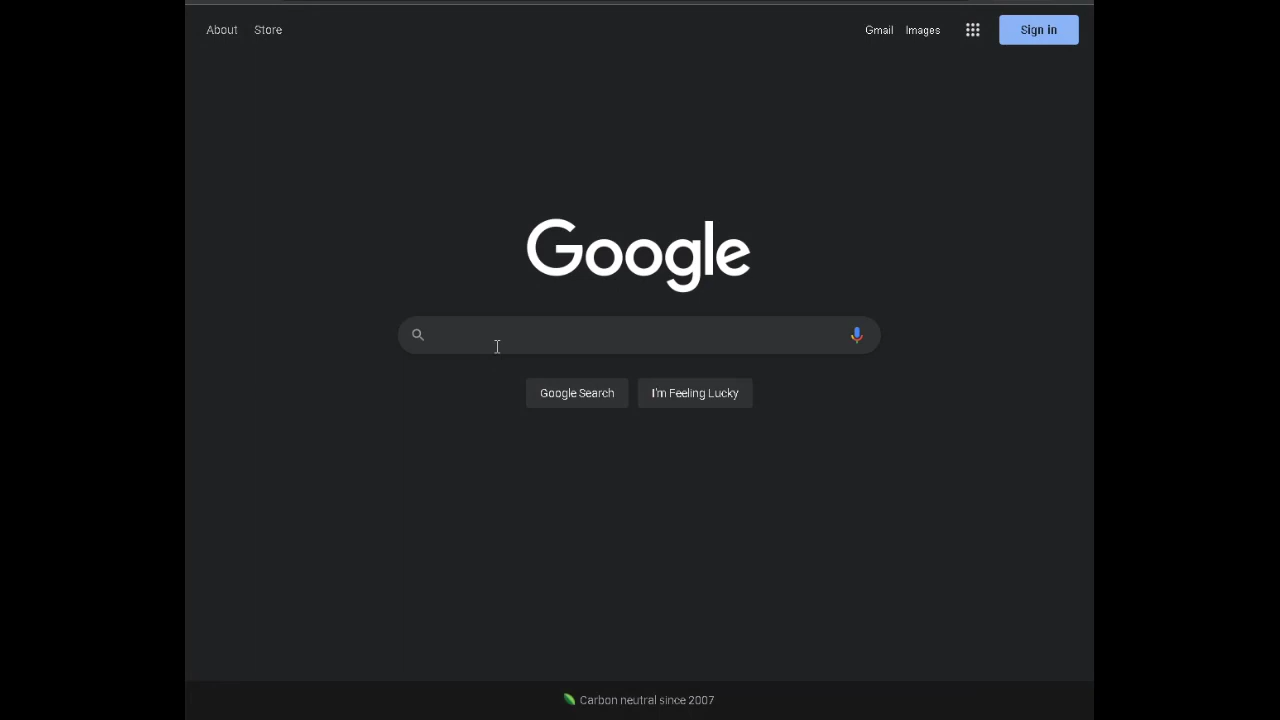 About Store Gmail Images Sign in
Google
Google Search I'm Feeling Lucky
Carbon neutral since 2007